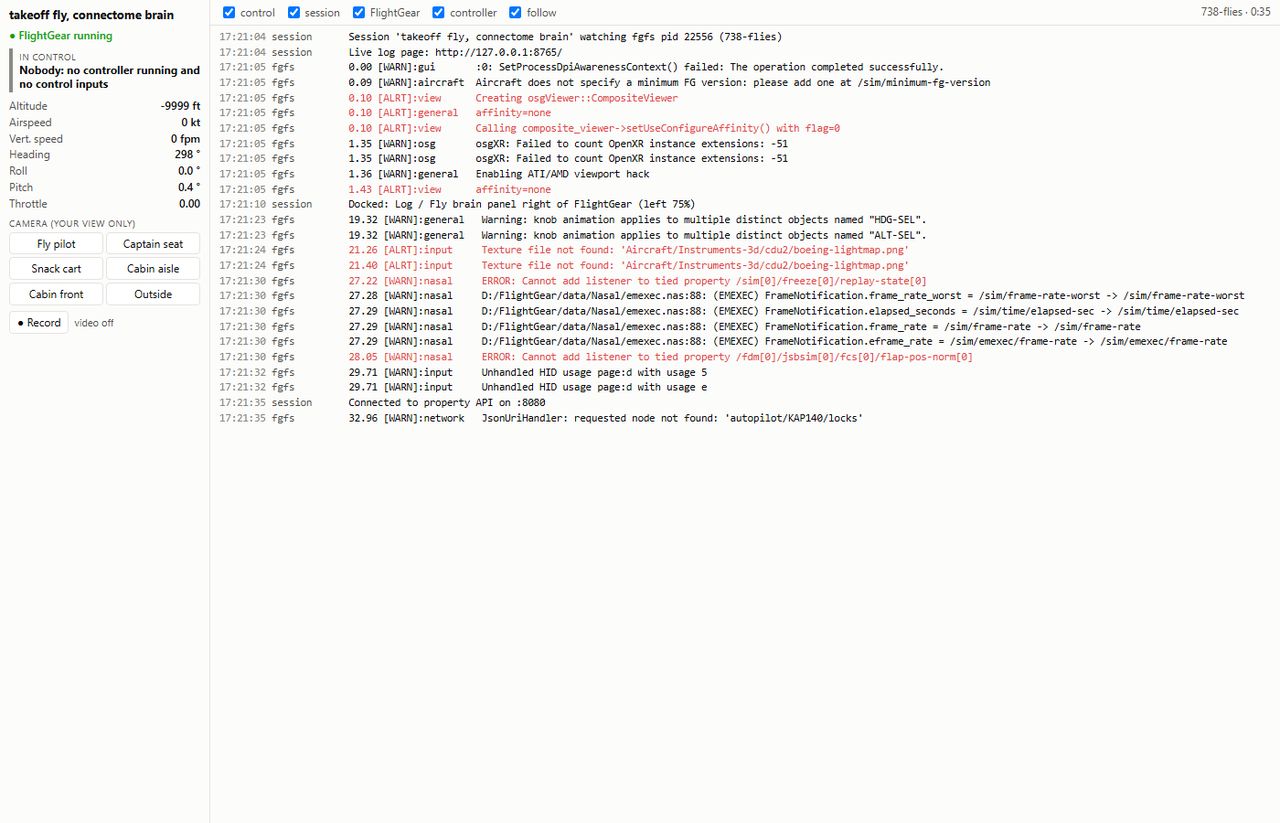 takeoff fly, connectome brain
● FlightGear running
IN CONTROL
Nobody: no controller running and
no control inputs
Altitude -9999 ft
Airspeed 0 kt
Vert. speed 0 fpm
Heading 298 °
Roll 0.0 °
Pitch 0.4 °
Throttle 0.00
CAMERA (YOUR VIEW ONLY)
Fly pilot Captain seat
Snack cart Cabin aisle
Cabin front Outside
● Record video off
control session FlightGear controller follow 738-flies · 0:35
17:21:04 session Session 'takeoff fly, connectome brain' watching fgfs pid 22556 (738-flies)
17:21:04 session Live log page: http://127.0.0.1:8765/
17:21:05 fgfs 0.00 [WARN]:gui :0: SetProcessDpiAwarenessContext() failed: The operation completed successfully.
17:21:05 fgfs 0.09 [WARN]:aircraft Aircraft does not specify a minimum FG version: please add one at /sim/minimum-fg-version
17:21:05 fgfs 0.10 [ALRT]:view Creating osgViewer::CompositeViewer
17:21:05 fgfs 0.10 [ALRT]:general affinity=none
17:21:05 fgfs 0.10 [ALRT]:view Calling composite_viewer->setUseConfigureAffinity() with flag=0
17:21:05 fgfs 1.35 [WARN]:osg osgXR: Failed to count OpenXR instance extensions: -51
17:21:05 fgfs 1.35 [WARN]:osg osgXR: Failed to count OpenXR instance extensions: -51
17:21:05 fgfs 1.36 [WARN]:general Enabling ATI/AMD viewport hack
17:21:05 fgfs 1.43 [ALRT]:view affinity=none
17:21:10 session Docked: Log / Fly brain panel right of FlightGear (left 75%)
17:21:23 fgfs 19.32 [WARN]:general Warning: knob animation applies to multiple distinct objects named "HDG-SEL".
17:21:23 fgfs 19.32 [WARN]:general Warning: knob animation applies to multiple distinct objects named "ALT-SEL".
17:21:24 fgfs 21.26 [ALRT]:input Texture file not found: 'Aircraft/Instruments-3d/cdu2/boeing-lightmap.png'
17:21:24 fgfs 21.40 [ALRT]:input Texture file not found: 'Aircraft/Instruments-3d/cdu2/boeing-lightmap.png'
17:21:30 fgfs 27.22 [WARN]:nasal ERROR: Cannot add listener to tied property /sim[0]/freeze[0]/replay-state[0]
17:21:30 fgfs 27.28 [WARN]:nasal D:/FlightGear/data/Nasal/emexec.nas:88: (EMEXEC) FrameNotification.frame_rate_worst = /sim/frame-rate-worst -> /sim/frame-rate-worst
17:21:30 fgfs 27.29 [WARN]:nasal D:/FlightGear/data/Nasal/emexec.nas:88: (EMEXEC) FrameNotification.elapsed_seconds = /sim/time/elapsed-sec -> /sim/time/elapsed-sec
17:21:30 fgfs 27.29 [WARN]:nasal D:/FlightGear/data/Nasal/emexec.nas:88: (EMEXEC) FrameNotification.frame_rate = /sim/frame-rate -> /sim/frame-rate
17:21:30 fgfs 27.29 [WARN]:nasal D:/FlightGear/data/Nasal/emexec.nas:88: (EMEXEC) FrameNotification.eframe_rate = /sim/emexec/frame-rate -> /sim/emexec/frame-rate
17:21:30 fgfs 28.05 [WARN]:nasal ERROR: Cannot add listener to tied property /fdm[0]/jsbsim[0]/fcs[0]/flap-pos-norm[0]
17:21:32 fgfs 29.71 [WARN]:input Unhandled HID usage page:d with usage 5
17:21:32 fgfs 29.71 [WARN]:input Unhandled HID usage page:d with usage e
17:21:35 session Connected to property API on :8080
17:21:35 fgfs 32.96 [WARN]:network JsonUriHandler: requested node not found: 'autopilot/KAP140/locks'